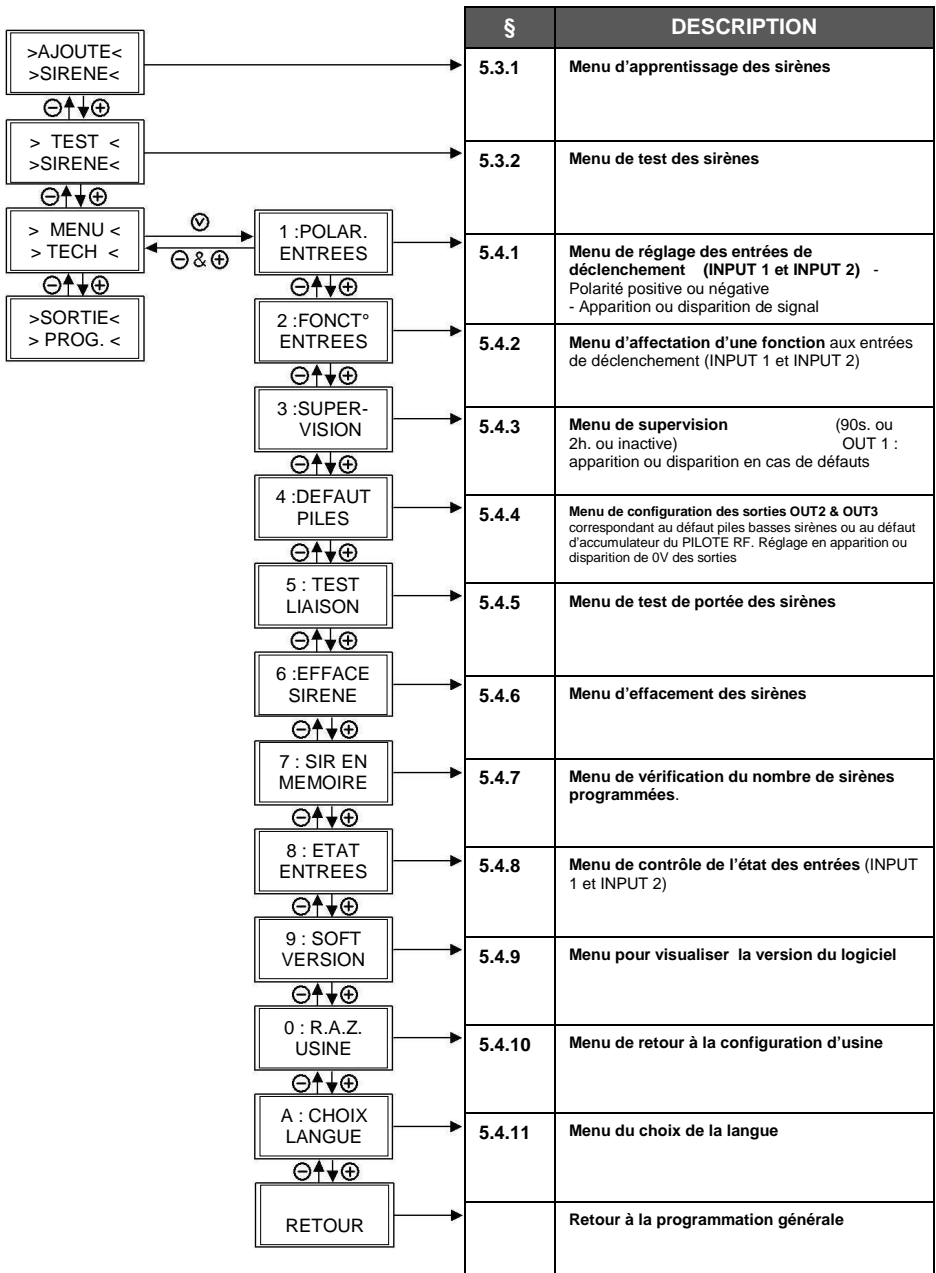 § DESCRIPTION
>AJOUTE<
>SIRENE<
5.3.1 Menu d'apprentissage des sirènes
⊖ ⊕
> TEST <
>SIRENE<
5.3.2 Menu de test des sirènes
⊖ ⊕
> MENU <
> TECH <
⊖ & ⊕
1 :POLAR.
ENTREES
5.4.1 Menu de réglage des entrées de
déclenchement (INPUT 1 et INPUT 2) -
Polarité positive ou négative
- Apparition ou disparition de signal
⊖ ⊕
>SORTIE<
> PROG. <
⊖ ⊕
2 :FONCT°
ENTREES
5.4.2 Menu d'affectation d'une fonction aux entrées
de déclenchement (INPUT 1 et INPUT 2)
⊖ ⊕
3 :SUPER-
VISION
5.4.3 Menu de supervision (90s. ou
2h. ou inactive) OUT 1 :
apparition ou disparition en cas de défauts
⊖ ⊕
4 :DEFAUT
PILES
5.4.4 Menu de configuration des sorties OUT2 & OUT3
correspondant au défaut piles basses sirènes ou au défaut
d'accumulateur du PILOTE RF. Réglage en apparition ou
disparition de 0V des sorties
⊖ ⊕
5 : TEST
LIAISON
5.4.5 Menu de test de portée des sirènes
⊖ ⊕
6 :EFFACE
SIRENE
5.4.6 Menu d'effacement des sirènes
⊖ ⊕
7 : SIR EN
MEMOIRE
5.4.7 Menu de vérification du nombre de sirènes
programmées.
⊖ ⊕
8 : ETAT
ENTREES
5.4.8 Menu de contrôle de l'état des entrées (INPUT
1 et INPUT 2)
⊖ ⊕
9 : SOFT
VERSION
5.4.9 Menu pour visualiser la version du logiciel
⊖ ⊕
0 : R.A.Z.
USINE
5.4.10 Menu de retour à la configuration d'usine
⊖ ⊕
A : CHOIX
LANGUE
5.4.11 Menu du choix de la langue
⊖ ⊕
RETOUR
Retour à la programmation générale